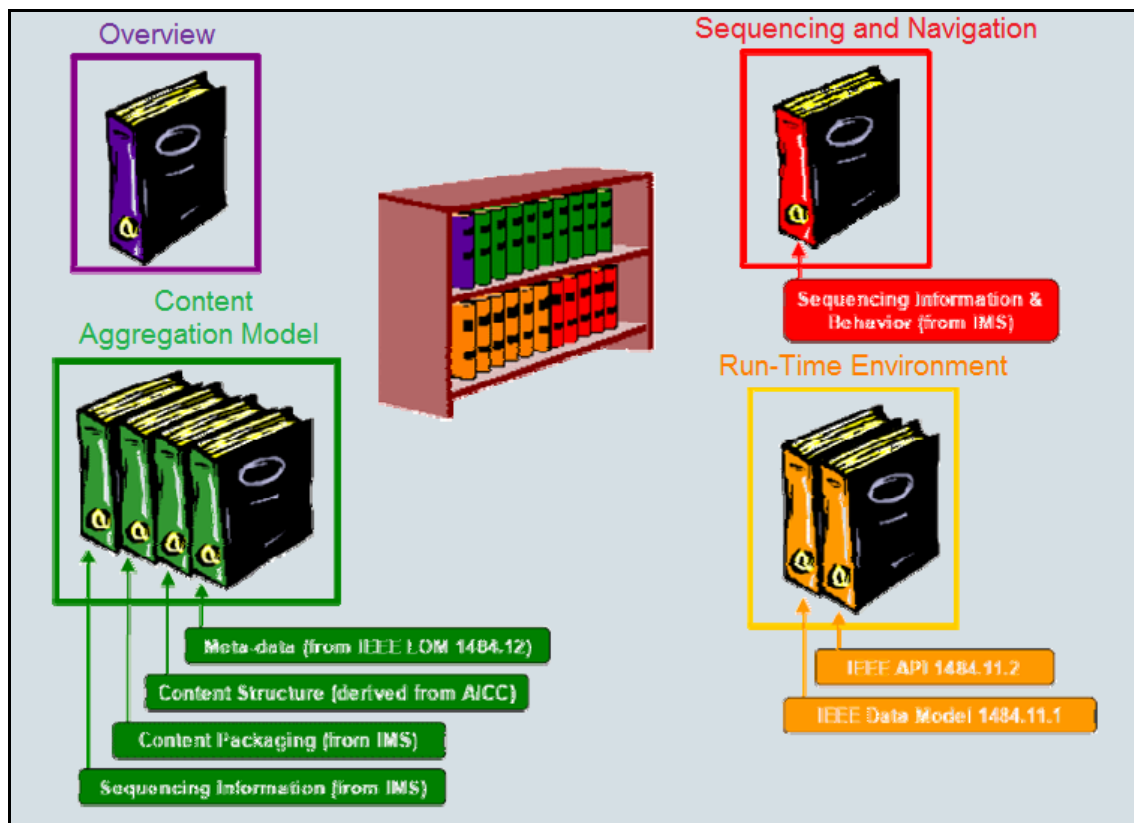 Overview
Content
Aggregation Model
Meta-data (from IEEE LOM 1484.12)
Content Structure (derived from AICC)
Content Packaging (from IMS)
Sequencing Information (from IMS)
Sequencing and Navigation
Sequencing Information &
Behavior (from IMS)
Run-Time Environment
IEEE API 1484.11.2
IEEE Data Model 1484.11.1